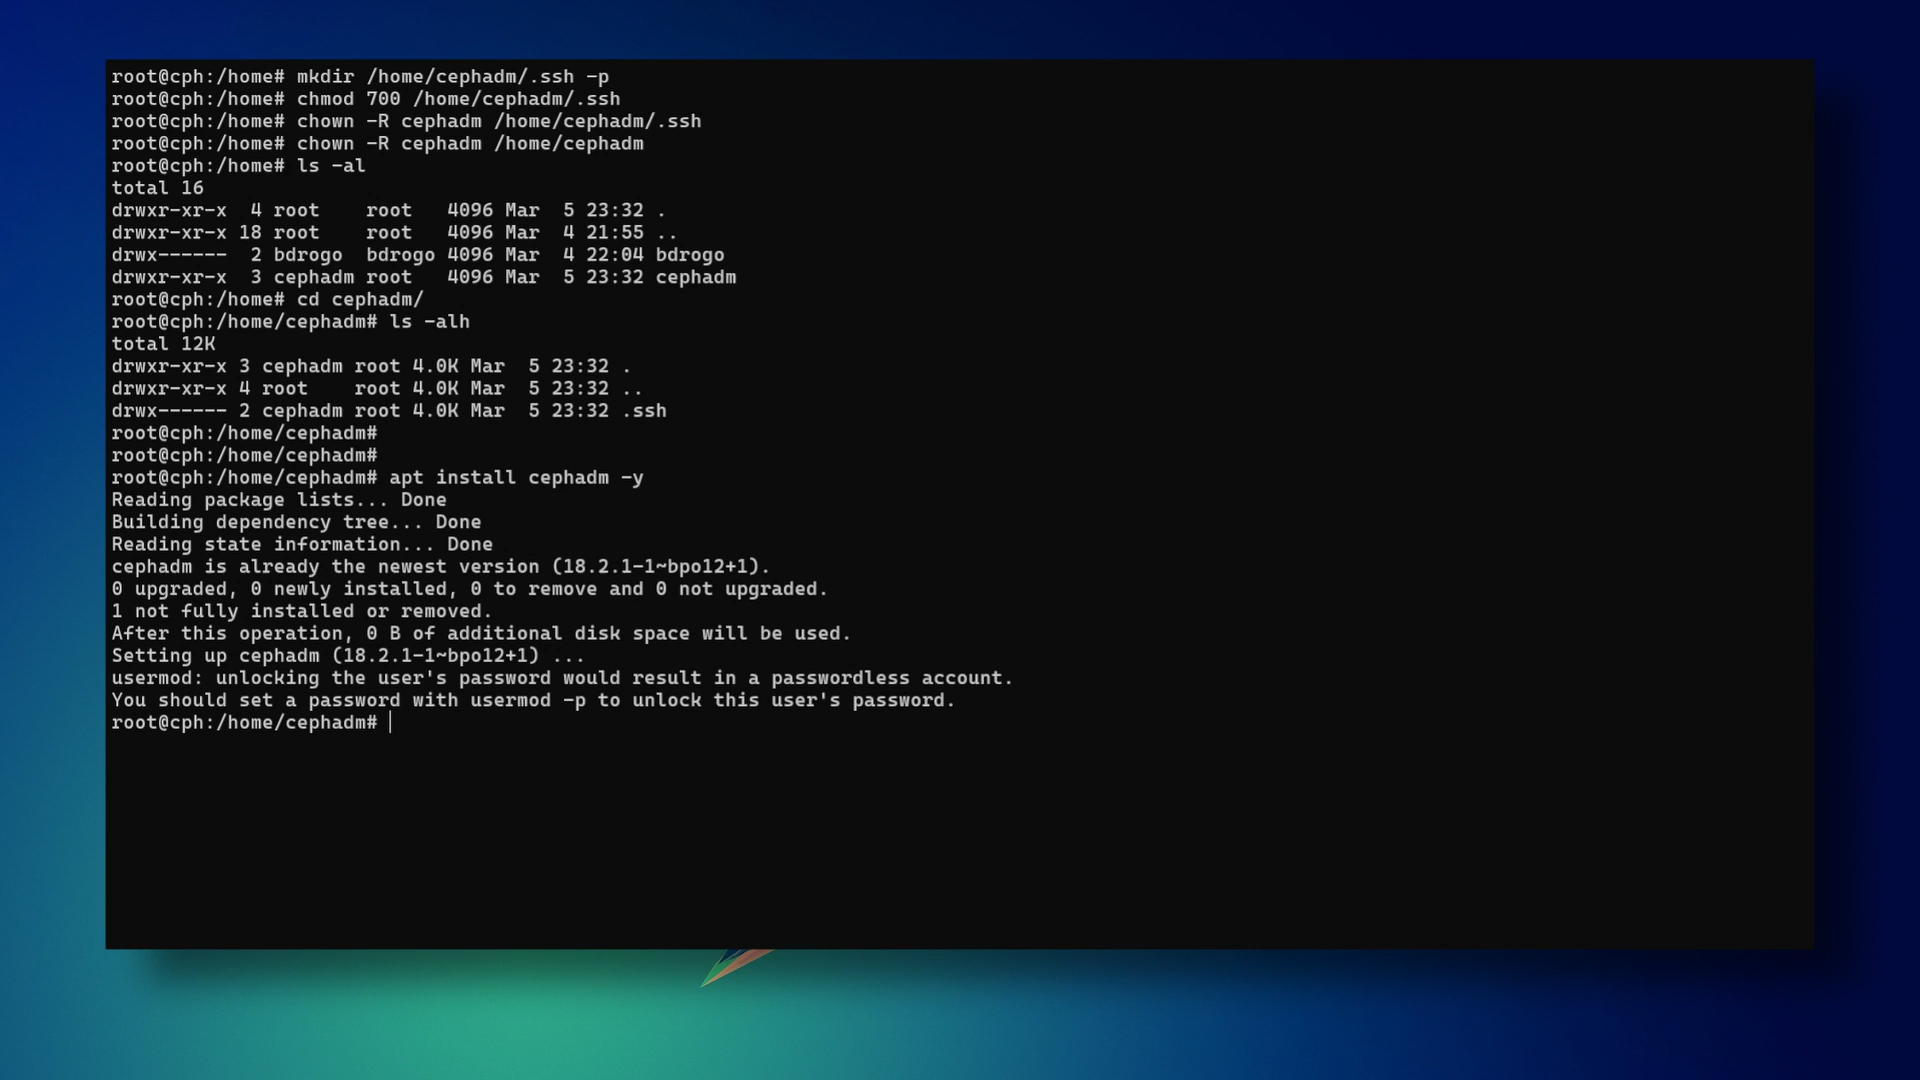 root@cph:/home# mkdir /home/cephadm/.ssh -p
root@cph:/home# chmod 700 /home/cephadm/.ssh
root@cph:/home# chown -R cephadm /home/cephadm/.ssh
root@cph:/home# chown -R cephadm /home/cephadm
root@cph:/home# ls -al
total 16
drwxr-xr-x  4 root    root   4096 Mar  5 23:32 .
drwxr-xr-x 18 root    root   4096 Mar  4 21:55 ..
drwx------  2 bdrogo  bdrogo 4096 Mar  4 22:04 bdrogo
drwxr-xr-x  3 cephadm root   4096 Mar  5 23:32 cephadm
root@cph:/home# cd cephadm/
root@cph:/home/cephadm# ls -alh
total 12K
drwxr-xr-x 3 cephadm root 4.0K Mar  5 23:32 .
drwxr-xr-x 4 root    root 4.0K Mar  5 23:32 ..
drwx------ 2 cephadm root 4.0K Mar  5 23:32 .ssh
root@cph:/home/cephadm#
root@cph:/home/cephadm#
root@cph:/home/cephadm# apt install cephadm -y
Reading package lists... Done
Building dependency tree... Done
Reading state information... Done
cephadm is already the newest version (18.2.1-1~bpo12+1).
0 upgraded, 0 newly installed, 0 to remove and 0 not upgraded.
1 not fully installed or removed.
After this operation, 0 B of additional disk space will be used.
Setting up cephadm (18.2.1-1~bpo12+1) ...
usermod: unlocking the user's password would result in a passwordless account.
You should set a password with usermod -p to unlock this user's password.
root@cph:/home/cephadm#